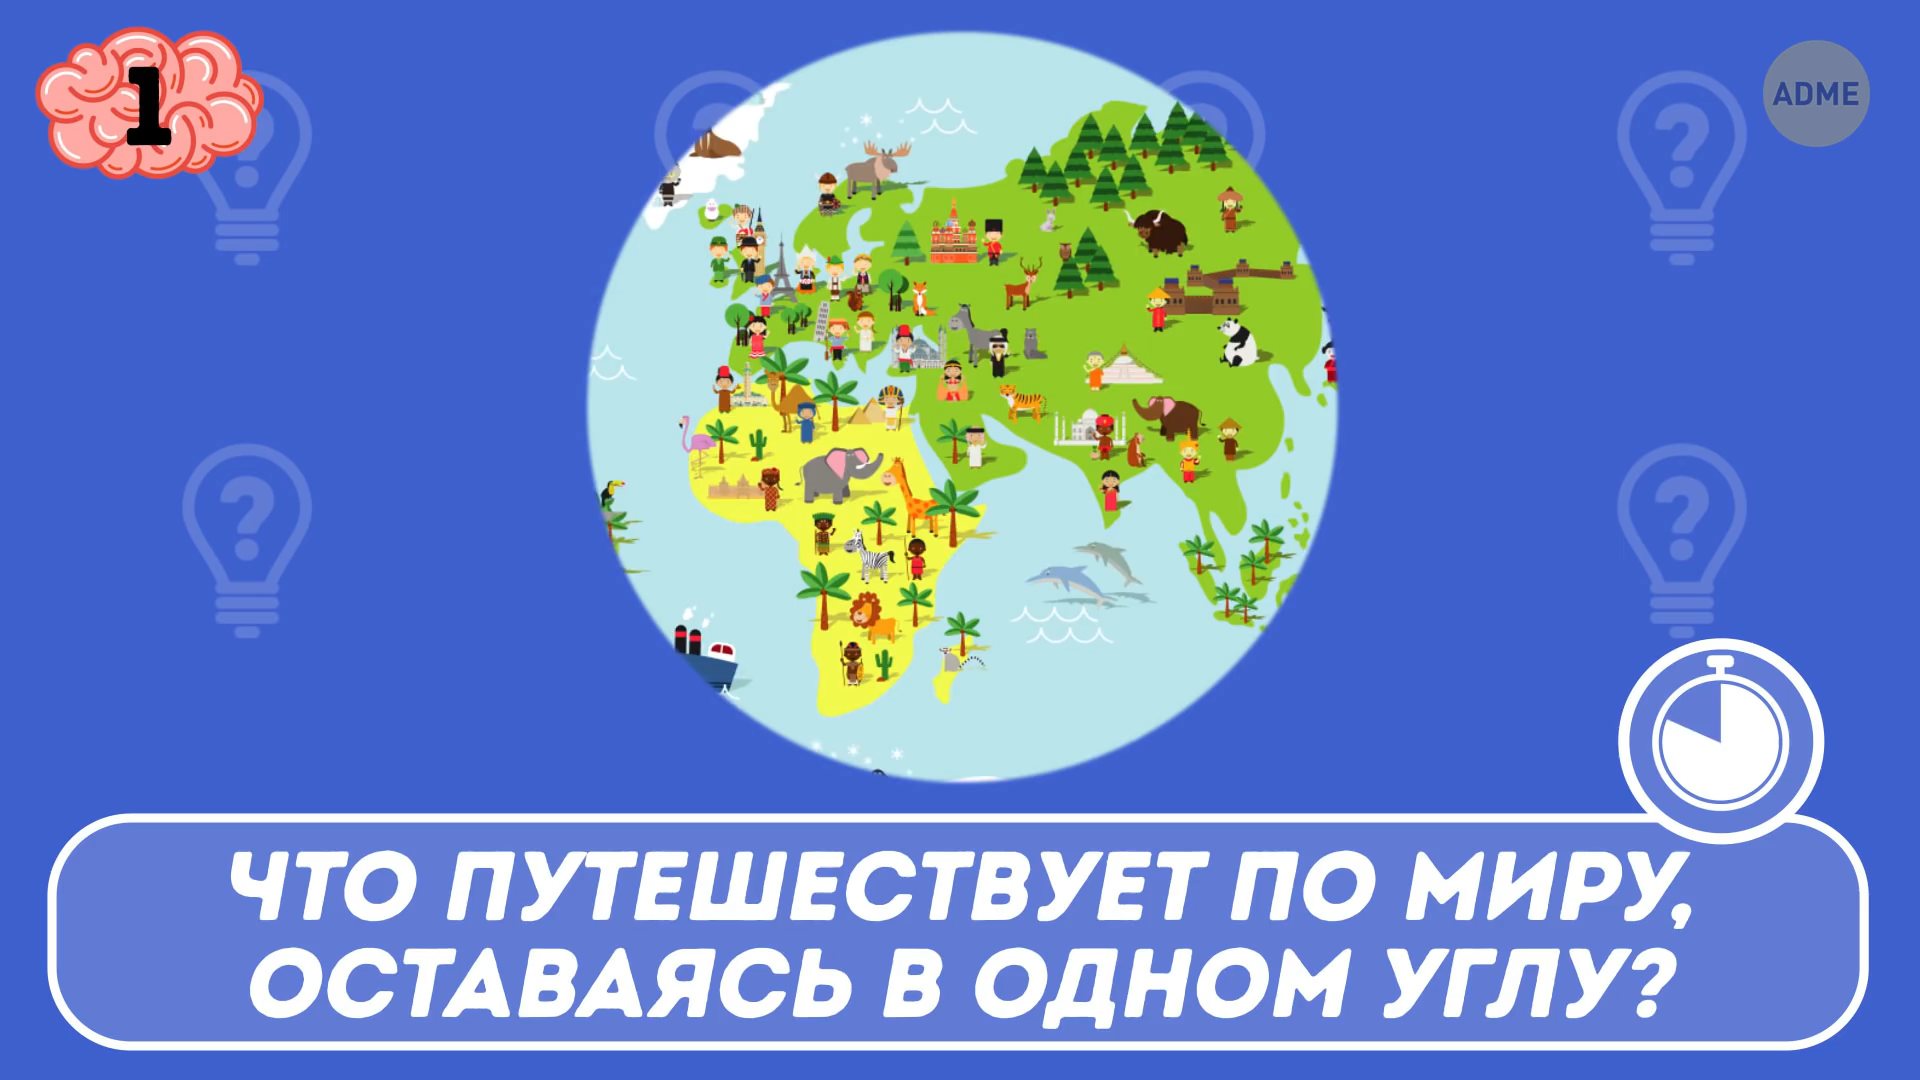 1
ADME
ЧТО ПУТЕШЕСТВУЕТ ПО МИРУ,
ОСТАВАЯСЬ В ОДНОМ УГЛУ?